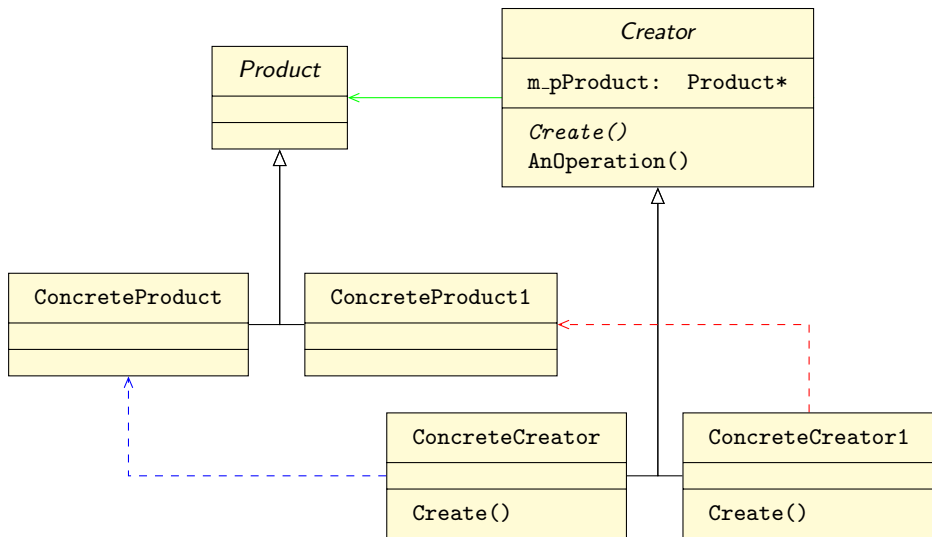 Creator
Product
m_pProduct: Product*
Create()
AnOperation()
ConcreteProduct
ConcreteProduct1
ConcreteCreator
ConcreteCreator1
Create()
Create()